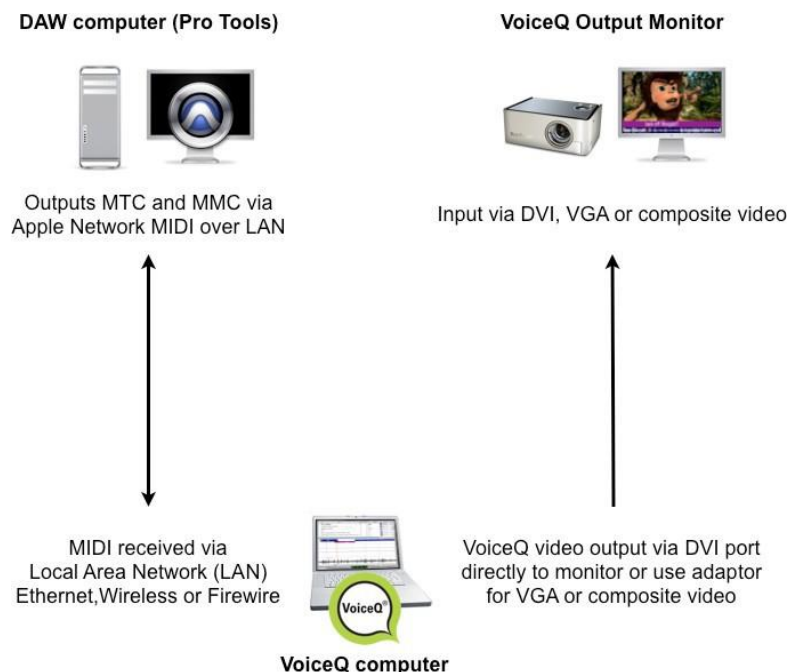 DAW computer (Pro Tools)
VoiceQ Output Monitor
Outputs MTC and MMC via
Apple Network MIDI over LAN
Input via DVI, VGA or composite video
MIDI received via
Local Area Network (LAN)
Ethernet,Wireless or Firewire
VoiceQ®
VoiceQ video output via DVI port
directly to monitor or use adaptor
for VGA or composite video
VoiceQ computer